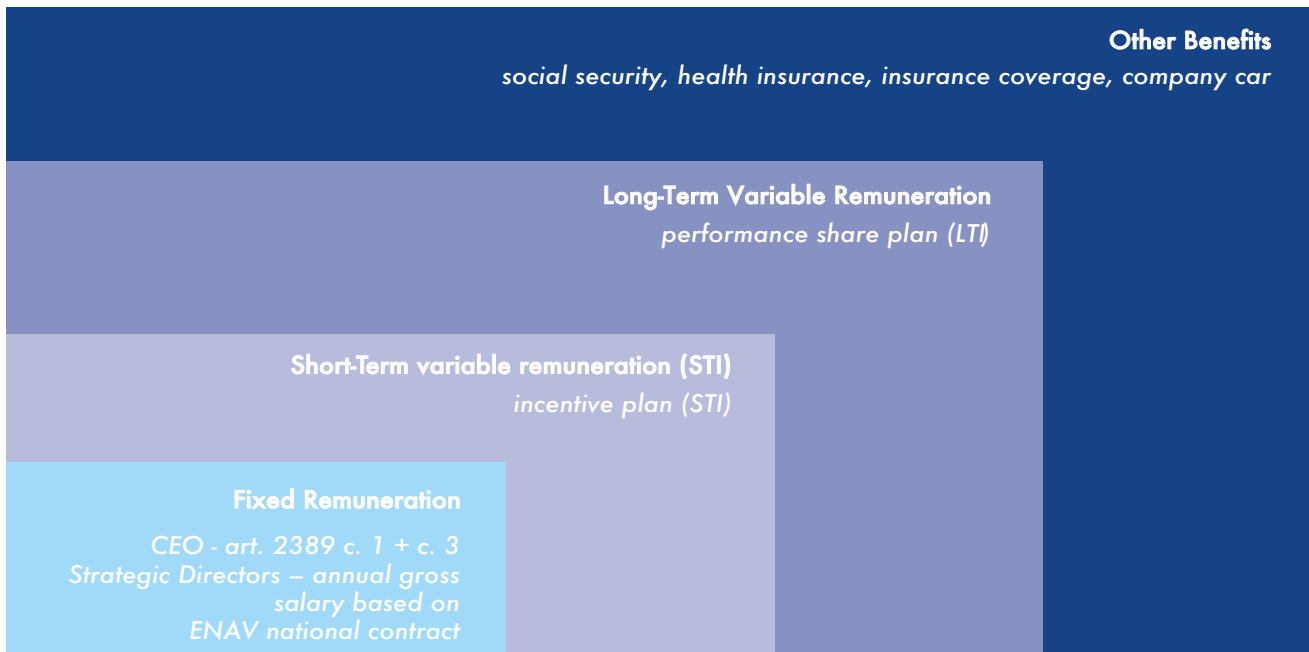 Other Benefits
social security, health insurance, insurance coverage, company car
Long-Term Variable Remuneration
performance share plan (LTI)
Short-Term variable remuneration (STI)
incentive plan (STI)
Fixed Remuneration
CEO - art. 2389 c. 1 + c. 3
Strategic Directors – annual gross
salary based on
ENAV national contract